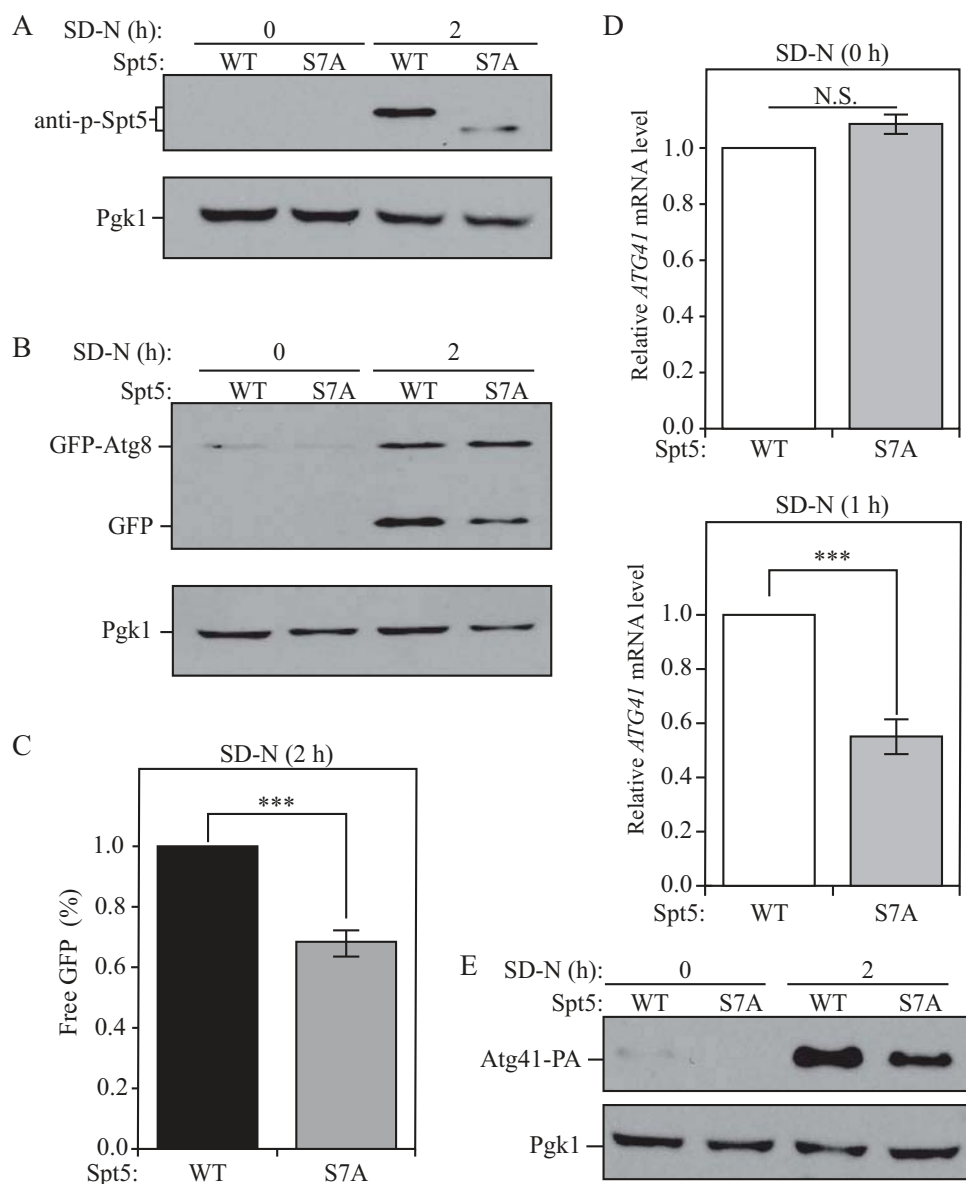 A
SD-N (h): 0 2
Spt5: WT S7A WT S7A
anti-p-Spt5
Pgk1
B
SD-N (h): 0 2
Spt5: WT S7A WT S7A
GFP-Atg8
GFP
Pgk1
C
SD-N (2 h)
***
Free GFP (%)
1.0
0.8
0.6
0.4
0.2
0.0
Spt5: WT S7A
D
SD-N (0 h)
N.S.
Relative ATG41 mRNA level
1.0
0.8
0.6
0.4
0.2
0.0
Spt5: WT S7A
SD-N (1 h)
***
Relative ATG41 mRNA level
1.0
0.8
0.6
0.4
0.2
0.0
Spt5: WT S7A
E
SD-N (h): 0 2
Spt5: WT S7A WT S7A
Atg41-PA
Pgk1